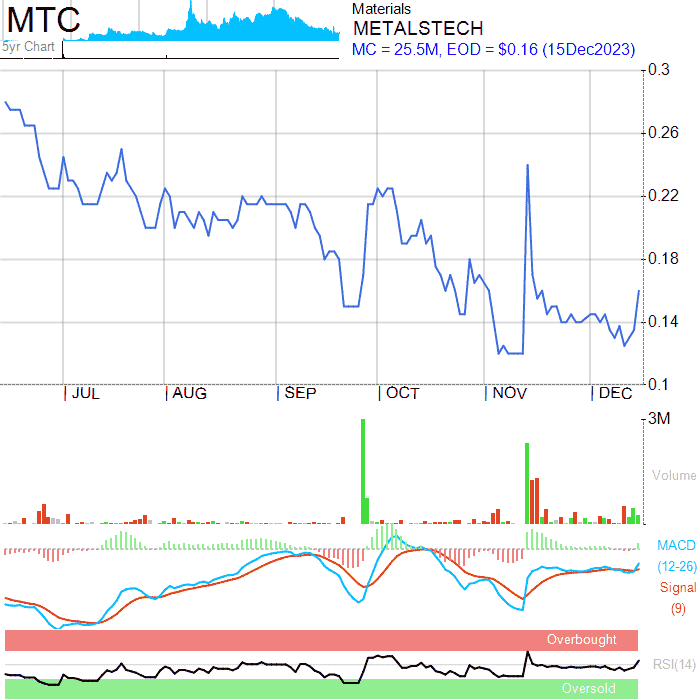 MTC
5yr Chart
Materials
METALSTECH
MC = 25.5M, EOD = $0.16 (15Dec2023)
0.3
0.26
0.22
0.18
0.14
0.1
JUL
AUG
SEP
OCT
NOV
DEC
3M
Volume
MACD
(12-26)
Signal
(9)
Overbought
RSI(14)
Oversold